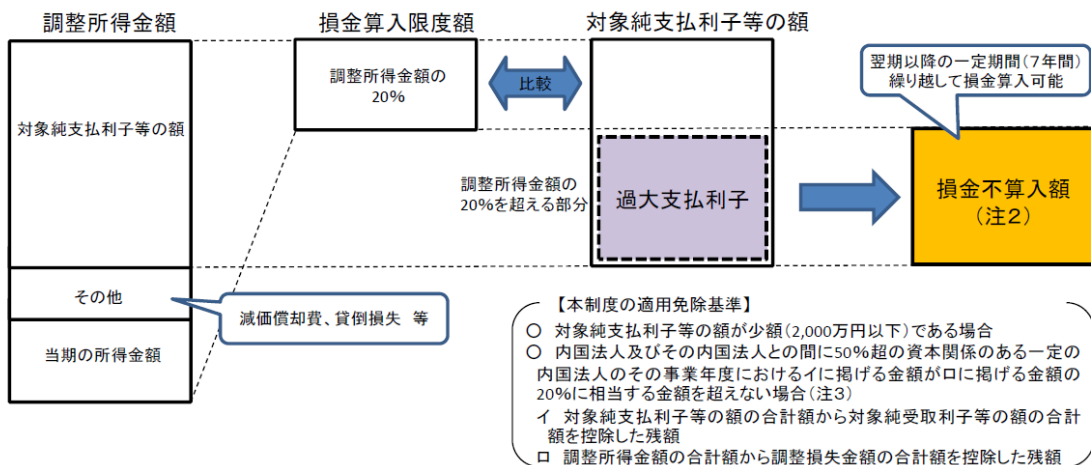 調整所得金額
損金算入限度額
対象純支払利子等の額
対象純支払利子等の額
その他
当期の所得金額
減価償却費、貸倒損失 等
調整所得金額の
20%
比較
調整所得金額の
20%を超える部分
過大支払利子
翌期以降の一定期間(7年間)
繰り越して損金算入可能
損金不算入額
(注2)
【本制度の適用免除基準】
○ 対象純支払利子等の額が少額(2,000万円以下)である場合
○ 内国法人及びその内国法人との間に50%超の資本関係のある一定の
内国法人のその事業年度におけるイに掲げる金額がロに掲げる金額の
20%に相当する金額を超えない場合(注3)
イ 対象純支払利子等の額の合計額から対象純受取利子等の額の合計
額を控除した残額
ロ 調整所得金額の合計額から調整損失金額の合計額を控除した残額